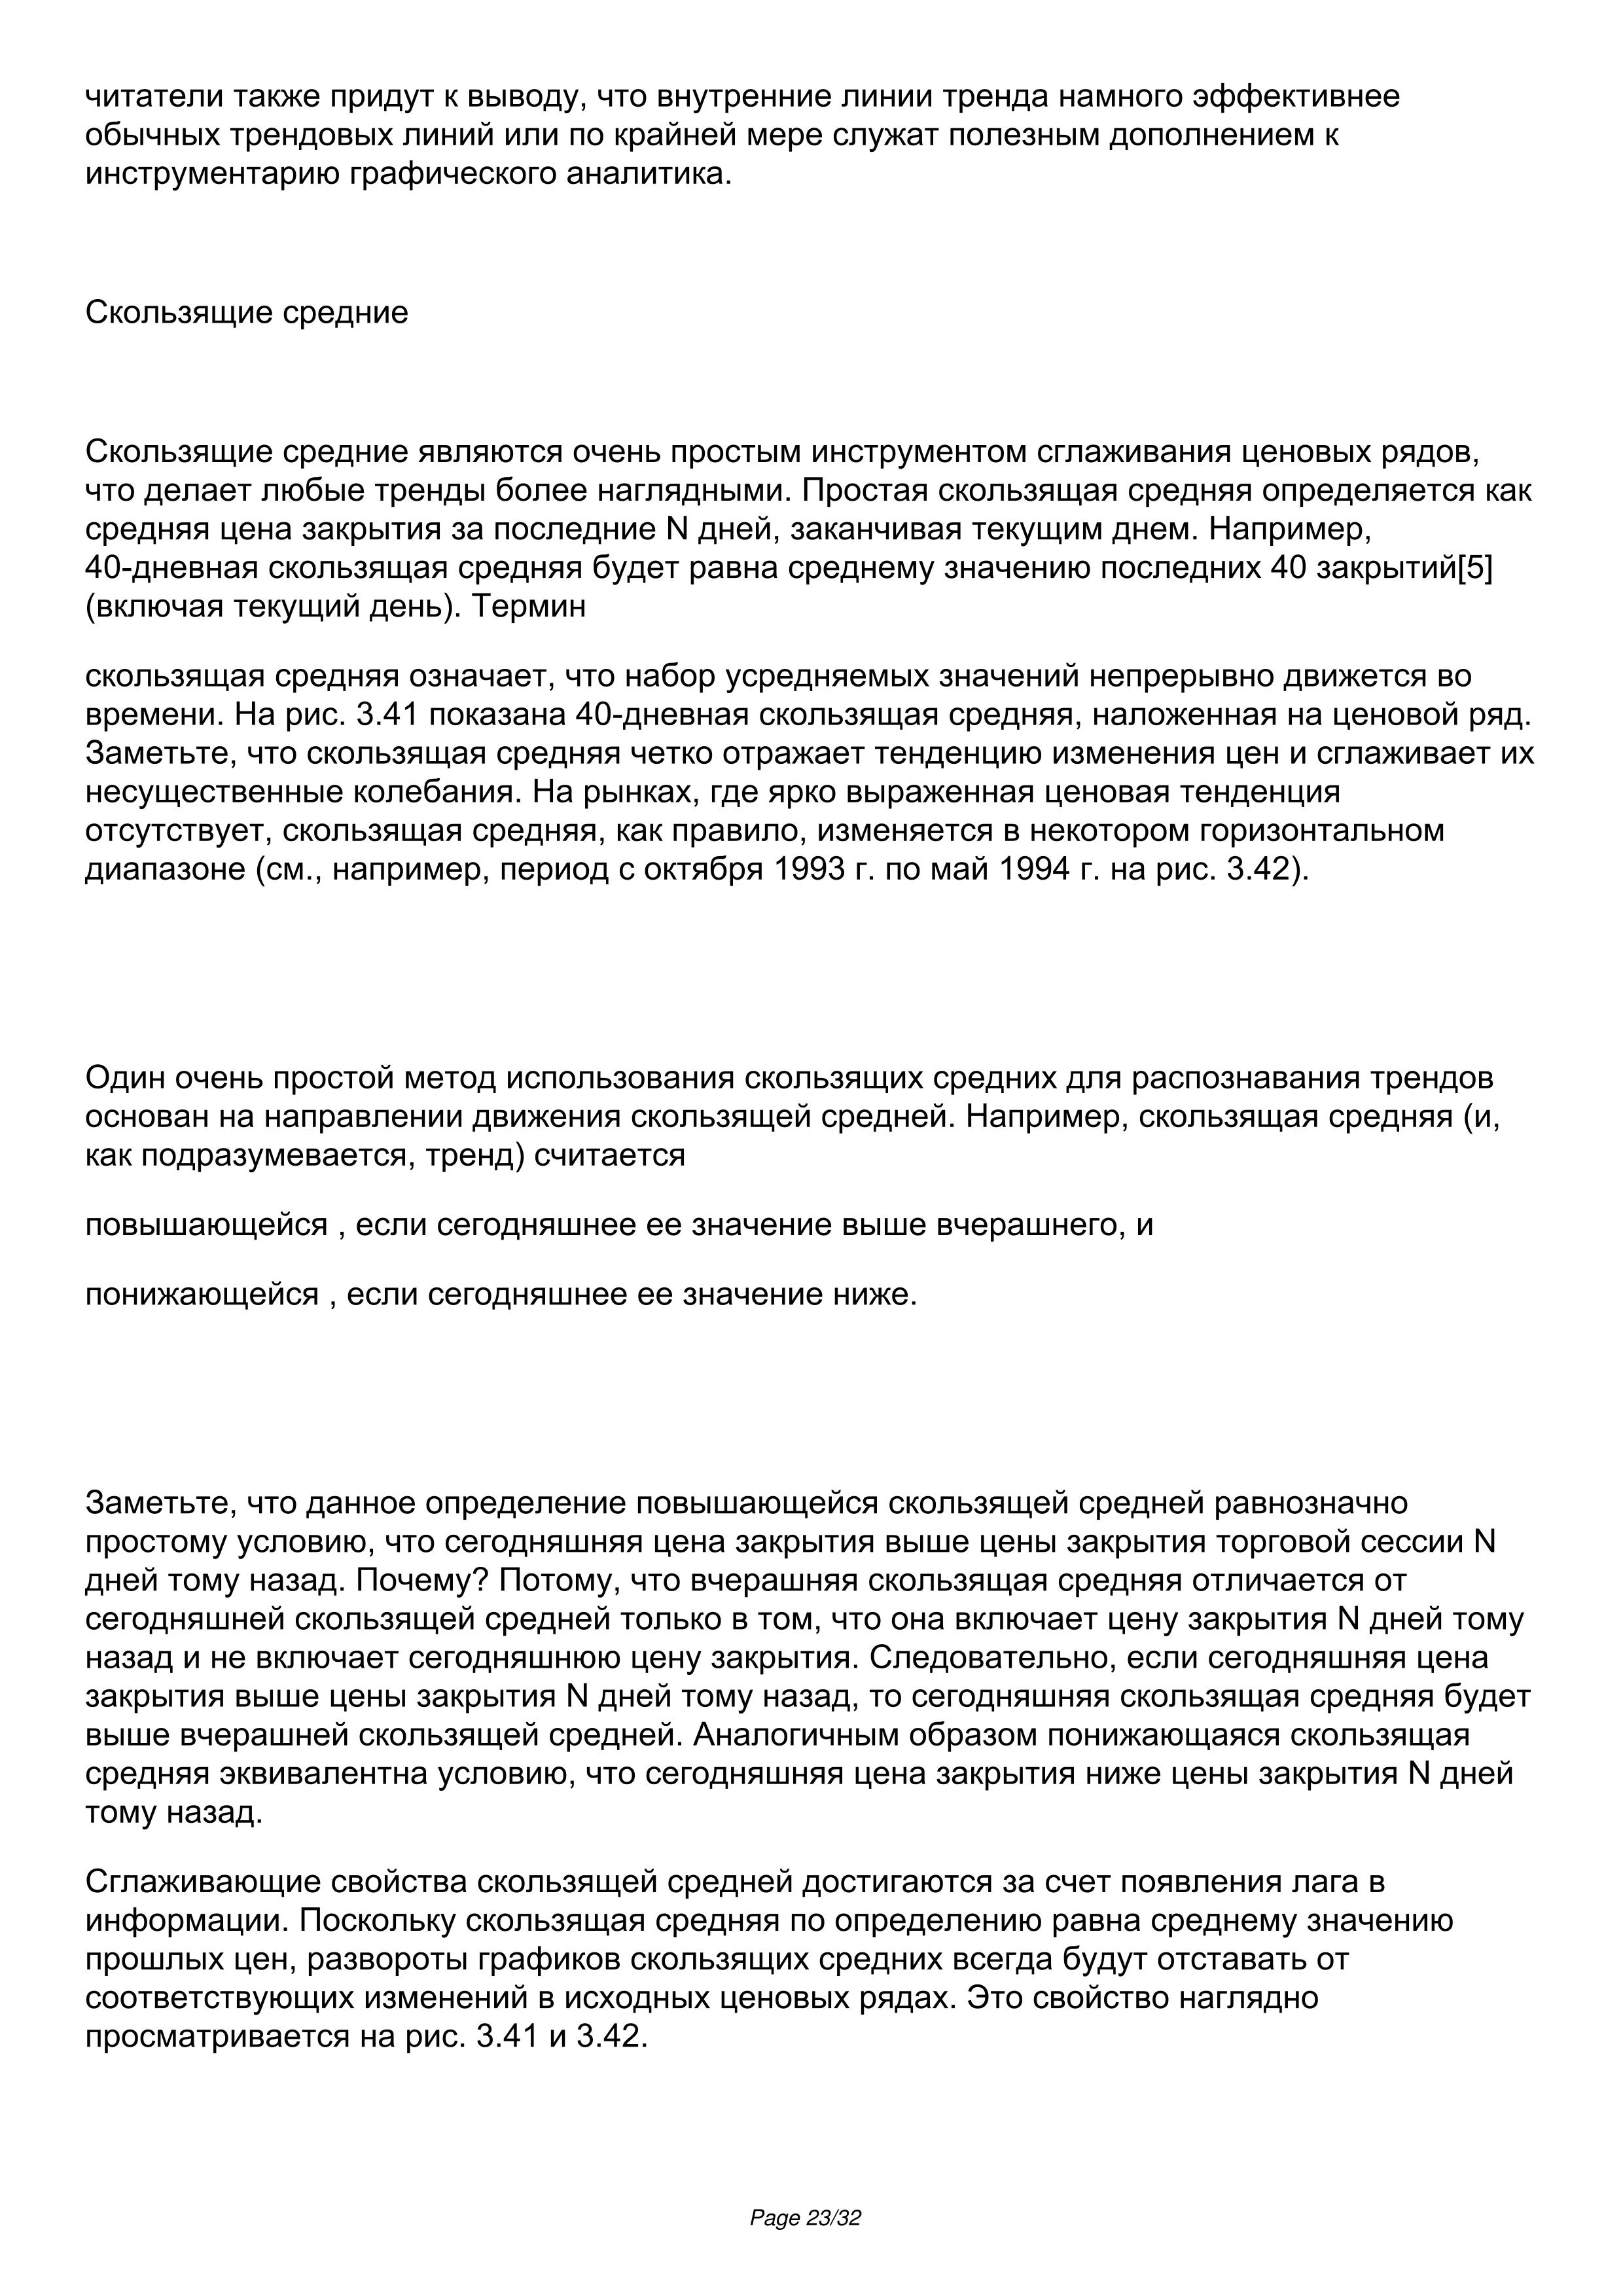 читатели также придут к выводу, что внутренние линии тренда намного эффективнее
обычных трендовых линий или по крайней мере служат полезным дополнением к
инструментарию графического аналитика.
Скользящие средние
Скользящие средние являются очень простым инструментом сглаживания ценовых рядов,
что делает любые тренды более наглядными. Простая скользящая средняя определяется как
средняя цена закрытия за последние N дней, заканчивая текущим днем. Например,
40-дневная скользящая средняя будет равна среднему значению последних 40 закрытий[5]
(включая текущий день). Термин
скользящая средняя означает, что набор усредняемых значений непрерывно движется во
времени. На рис. 3.41 показана 40-дневная скользящая средняя, наложенная на ценовой ряд.
Заметьте, что скользящая средняя четко отражает тенденцию изменения цен и сглаживает их
несущественные колебания. На рынках, где ярко выраженная ценовая тенденция
отсутствует, скользящая средняя, как правило, изменяется в некотором горизонтальном
диапазоне (см., например, период с октября 1993 г. по май 1994 г. на рис. 3.42).
Один очень простой метод использования скользящих средних для распознавания трендов
основан на направлении движения скользящей средней. Например, скользящая средняя (и,
как подразумевается, тренд) считается
повышающейся , если сегодняшнее ее значение выше вчерашнего, и
понижающейся , если сегодняшнее ее значение ниже.
Заметьте, что данное определение повышающейся скользящей средней равнозначно
простому условию, что сегодняшняя цена закрытия выше цены закрытия торговой сессии N
дней тому назад. Почему? Потому, что вчерашняя скользящая средняя отличается от
сегодняшней скользящей средней только в том, что она включает цену закрытия N дней тому
назад и не включает сегодняшнюю цену закрытия. Следовательно, если сегодняшняя цена
закрытия выше цены закрытия N дней тому назад, то сегодняшняя скользящая средняя будет
выше вчерашней скользящей средней. Аналогичным образом понижающаяся скользящая
средняя эквивалентна условию, что сегодняшняя цена закрытия ниже цены закрытия N дней
тому назад.
Сглаживающие свойства скользящей средней достигаются за счет появления лага в
информации. Поскольку скользящая средняя по определению равна среднему значению
прошлых цен, развороты графиков скользящих средних всегда будут отставать от
соответствующих изменений в исходных ценовых рядах. Это свойство наглядно
просматривается на рис. 3.41 и 3.42.
Page 23/32